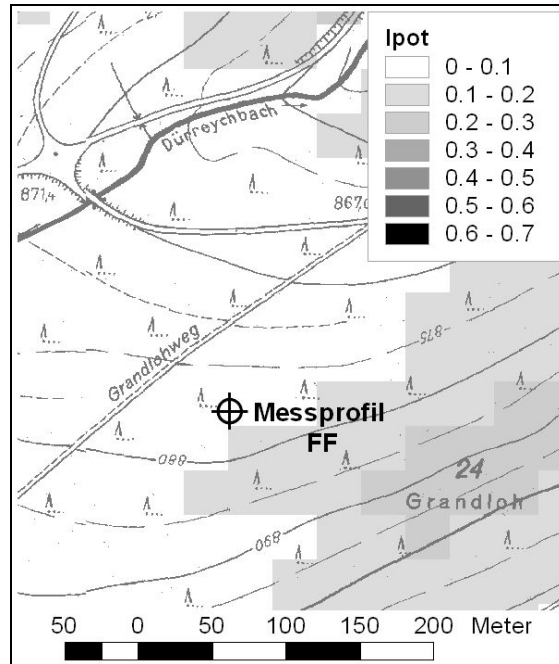 Ipot
0 - 0.1
0.1 - 0.2
0.2 - 0.3
0.3 - 0.4
0.4 - 0.5
0.5 - 0.6
0.6 - 0.7
Dürreychbach
871,4
867,0
Grandlohweg
875
Messprofil
FF
880
24
Grandloh
890
50 0 50 100 150 200 Meter